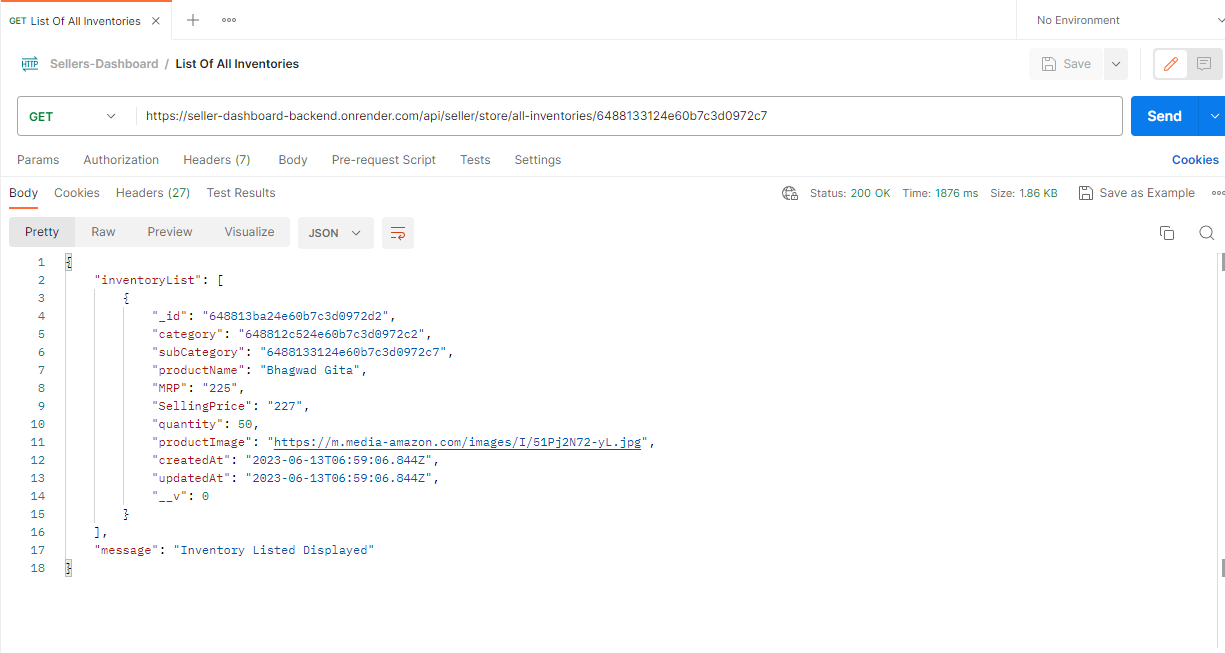 GET List Of All Inventories
No Environment
HTTP Sellers-Dashboard / List Of All Inventories
Save
GET
https://seller-dashboard-backend.onrender.com/api/seller/store/all-inventories/6488133124e60b7c3d0972c7
Send
Params Authorization Headers (7) Body Pre-request Script Tests Settings
Cookies
Body Cookies Headers (27) Test Results
Status: 200 OK Time: 1876 ms Size: 1.86 KB Save as Example
Pretty Raw Preview Visualize JSON
1 {
2 "inventoryList": [
3 {
4 "_id": "648813ba24e60b7c3d0972d2",
5 "category": "648812c524e60b7c3d0972c2",
6 "subCategory": "6488133124e60b7c3d0972c7",
7 "productName": "Bhagwad Gita",
8 "MRP": "225",
9 "SellingPrice": "227",
10 "quantity": 50,
11 "productImage": "https://m.media-amazon.com/images/I/51Pj2N72-yL.jpg",
12 "createdAt": "2023-06-13T06:59:06.844Z",
13 "updatedAt": "2023-06-13T06:59:06.844Z",
14 "__v": 0
15 }
16 ],
17 "message": "Inventory Listed Displayed"
18 }